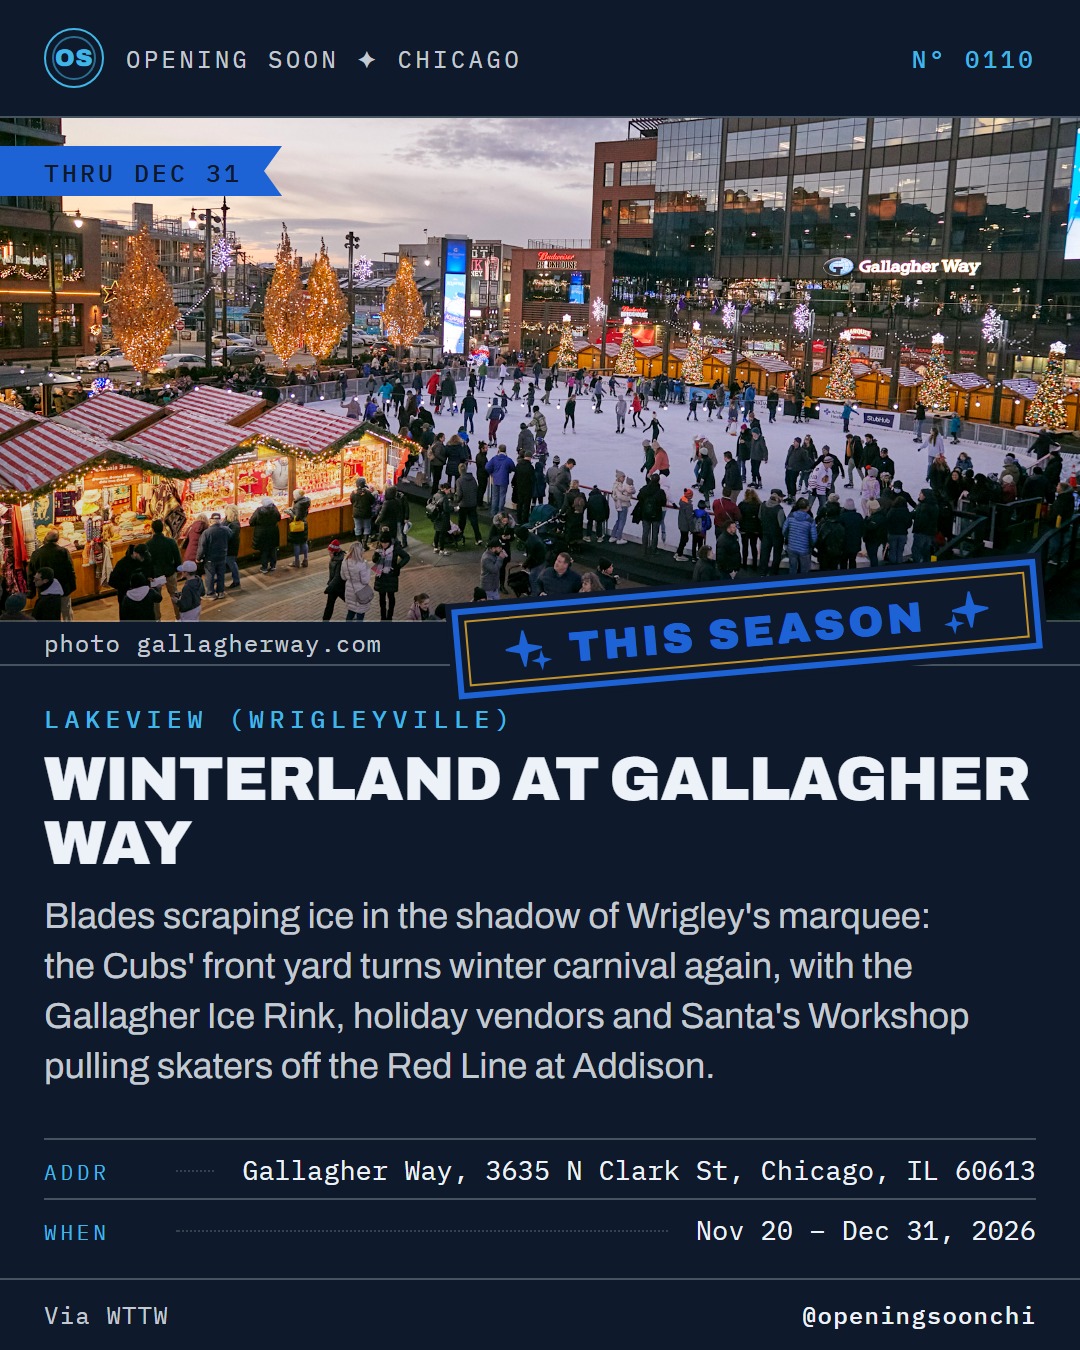 OS OPENING SOON ✦ CHICAGO
N° 0110
THRU DEC 31
Gallagher Way
Budweiser
StubHub
photo gallagherway.com
THIS SEASON
LAKEVIEW (WRIGLEYVILLE)
WINTERLAND AT GALLAGHER
WAY
Blades scraping ice in the shadow of Wrigley's marquee:
the Cubs' front yard turns winter carnival again, with the
Gallagher Ice Rink, holiday vendors and Santa's Workshop
pulling skaters off the Red Line at Addison.
ADDR Gallagher Way, 3635 N Clark St, Chicago, IL 60613
WHEN Nov 20 – Dec 31, 2026
Via WTTW
@openingsoonchi